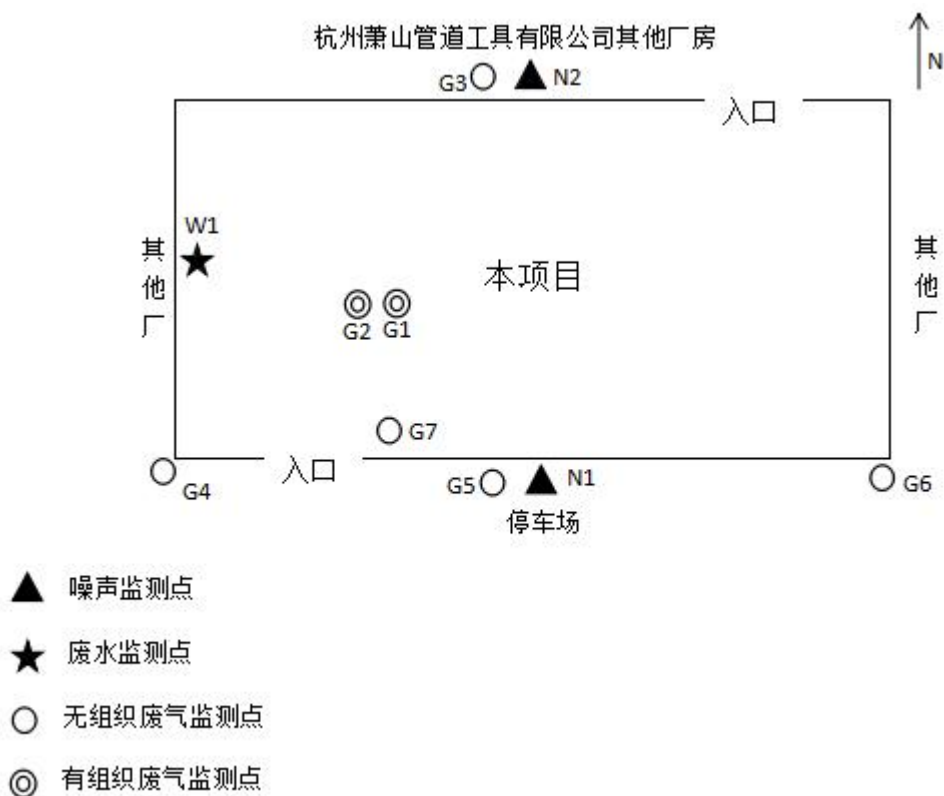 杭州萧山管道工具有限公司其他厂房
N
G3
N2
入口
W1
其他厂
本项目
其他厂
G2
G1
G7
入口
G4
G5
N1
G6
停车场
噪声监测点
废水监测点
无组织废气监测点
有组织废气监测点